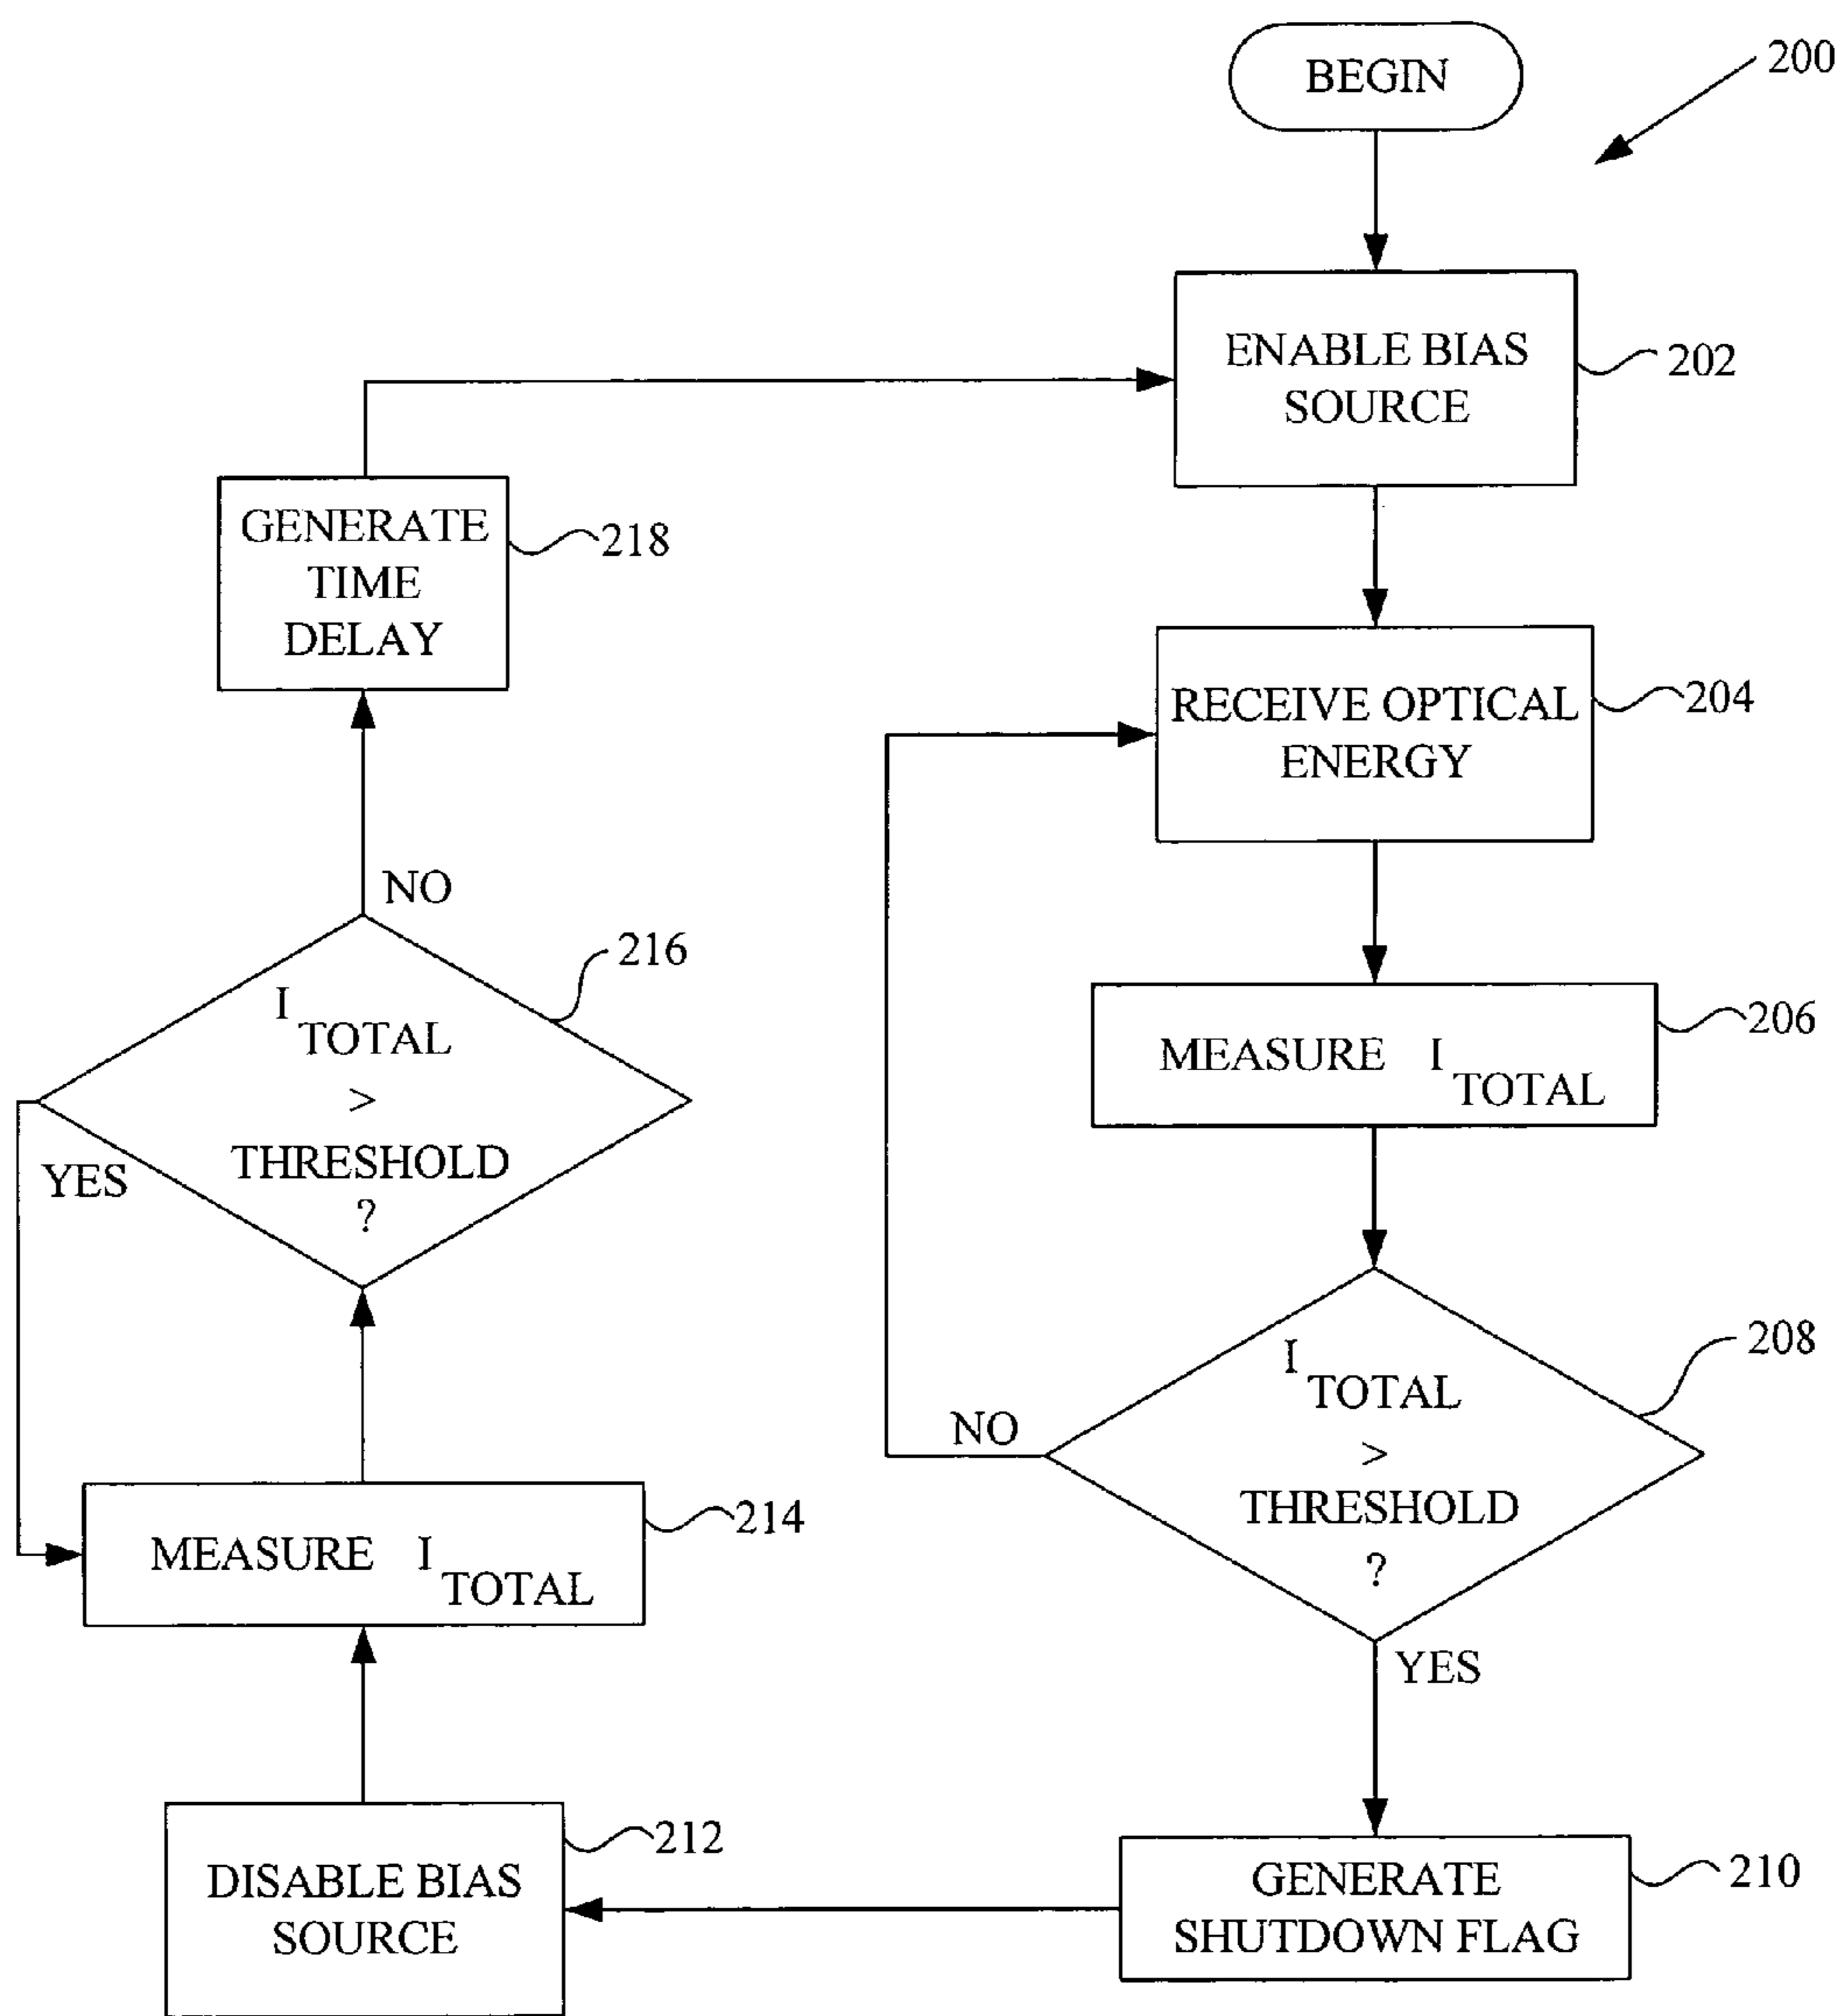 BEGIN
200
ENABLE BIAS
SOURCE
202
GENERATE
TIME
DELAY
218
RECEIVE OPTICAL
ENERGY
204
NO
216
I TOTAL
>
THRESHOLD
?
YES
MEASURE I TOTAL
206
208
I TOTAL
>
THRESHOLD
?
NO
YES
MEASURE I TOTAL
214
DISABLE BIAS
SOURCE
212
GENERATE
SHUTDOWN FLAG
210